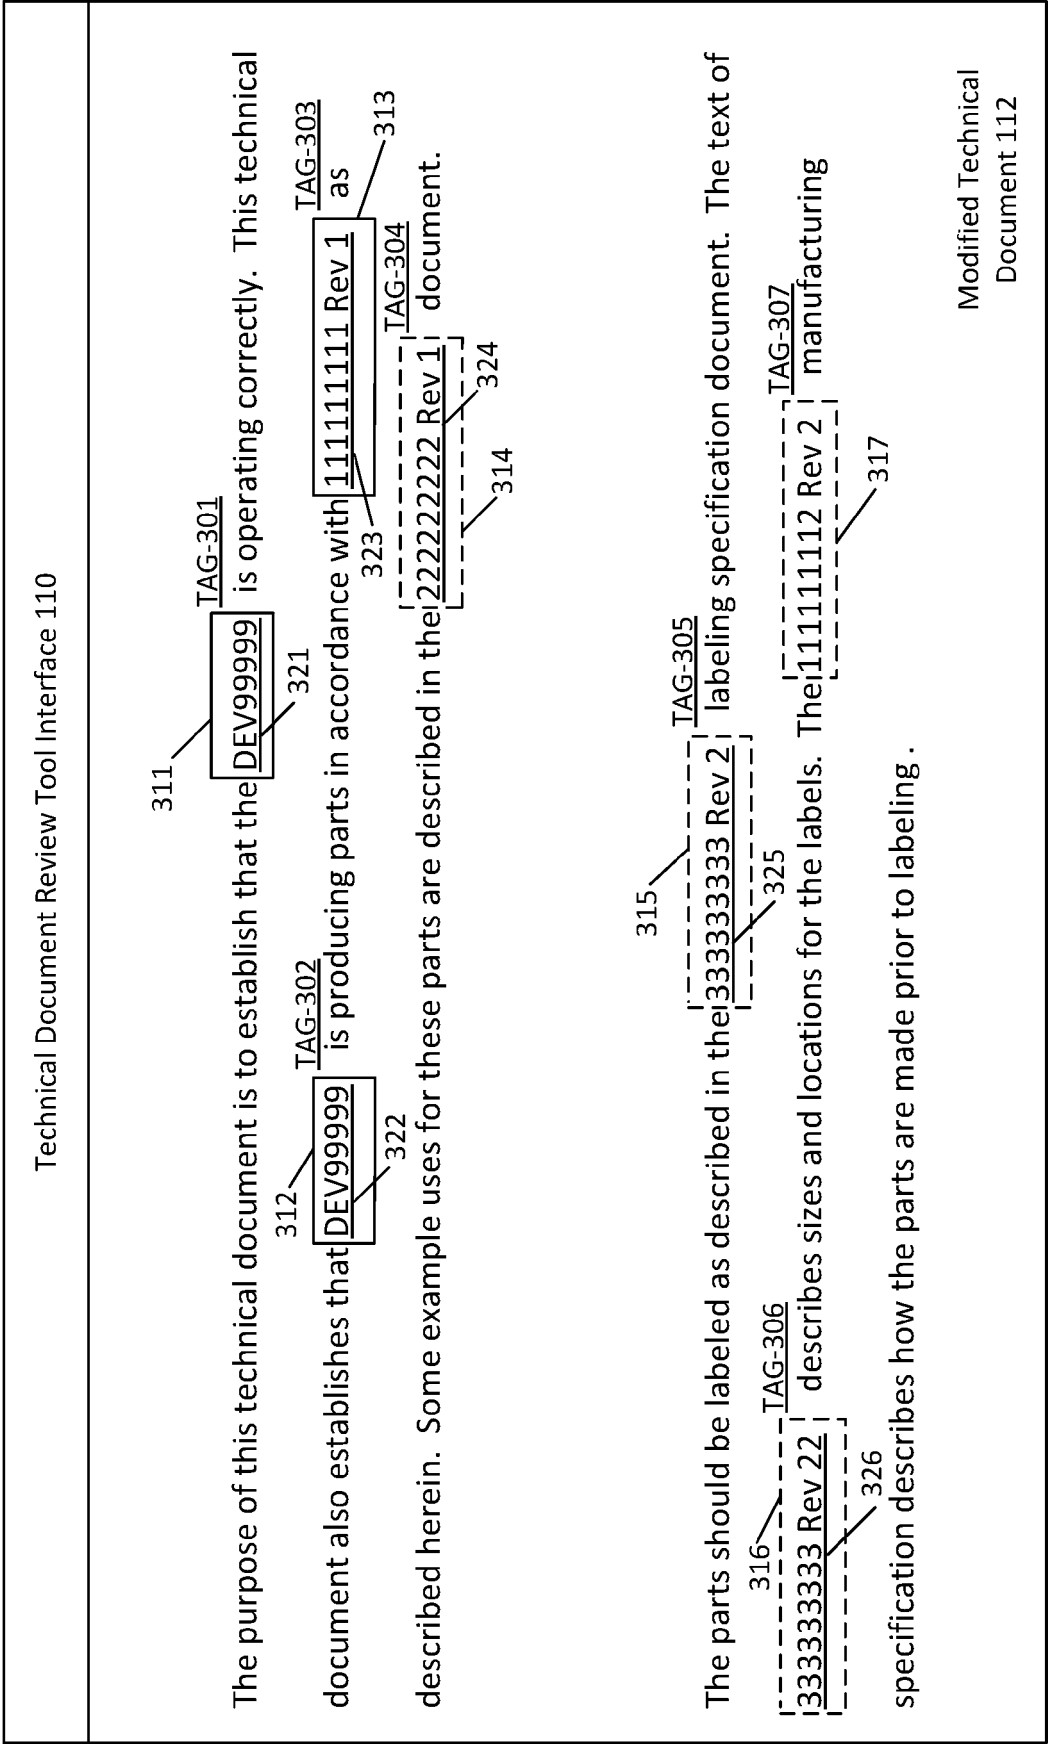 Technical Document Review Tool Interface 110
311
TAG-301
The purpose of this technical document is to establish that the DEV99999 is operating correctly. This technical
321
312
TAG-302
TAG-303
document also establishes that DEV99999 is producing parts in accordance with 1111111111 Rev 1 as
322
323
313
TAG-304
described herein. Some example uses for these parts are described in the 2222222222 Rev 1 document.
314
324
315
TAG-305
The parts should be labeled as described in the 3333333333 Rev 2 labeling specification document. The text of
325
316
TAG-306
TAG-307
3333333333 Rev 22 describes sizes and locations for the labels. The 1111111112 Rev 2 manufacturing
326
317
specification describes how the parts are made prior to labeling .
Modified Technical
Document 112